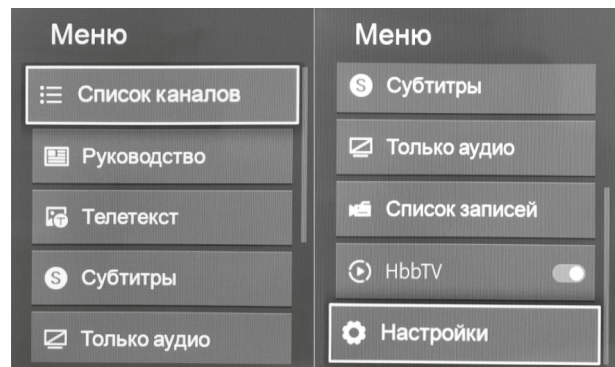 Меню
Список каналов
Руководство
Телетекст
Субтитры
Только аудио
Меню
Субтитры
Только аудио
Список записей
HbbTV
Настройки